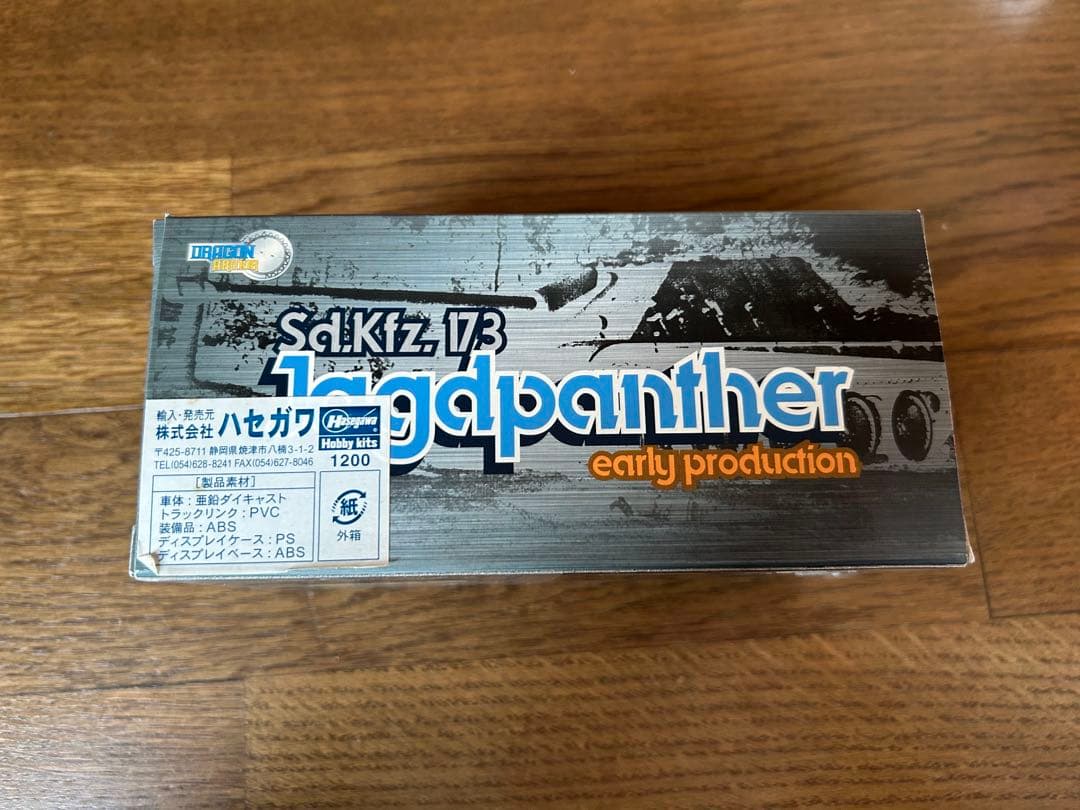 DRAGON
ARMOR
Sd.Kfz. 173
Jagdpanther
early production
輸入・発売元
株式会社 ハセガワ
〒425-8711 静岡県焼津市八楠3-1-2
TEL(054)628-8241 FAX(054)627-8046
Hasegawa
Hobby kits
1200
[製品素材]
車体:亜鉛ダイキャスト
トラックリンク:PVC
装備品:ABS
ディスプレイケース:PS
ディスプレイベース:ABS
紙
外箱